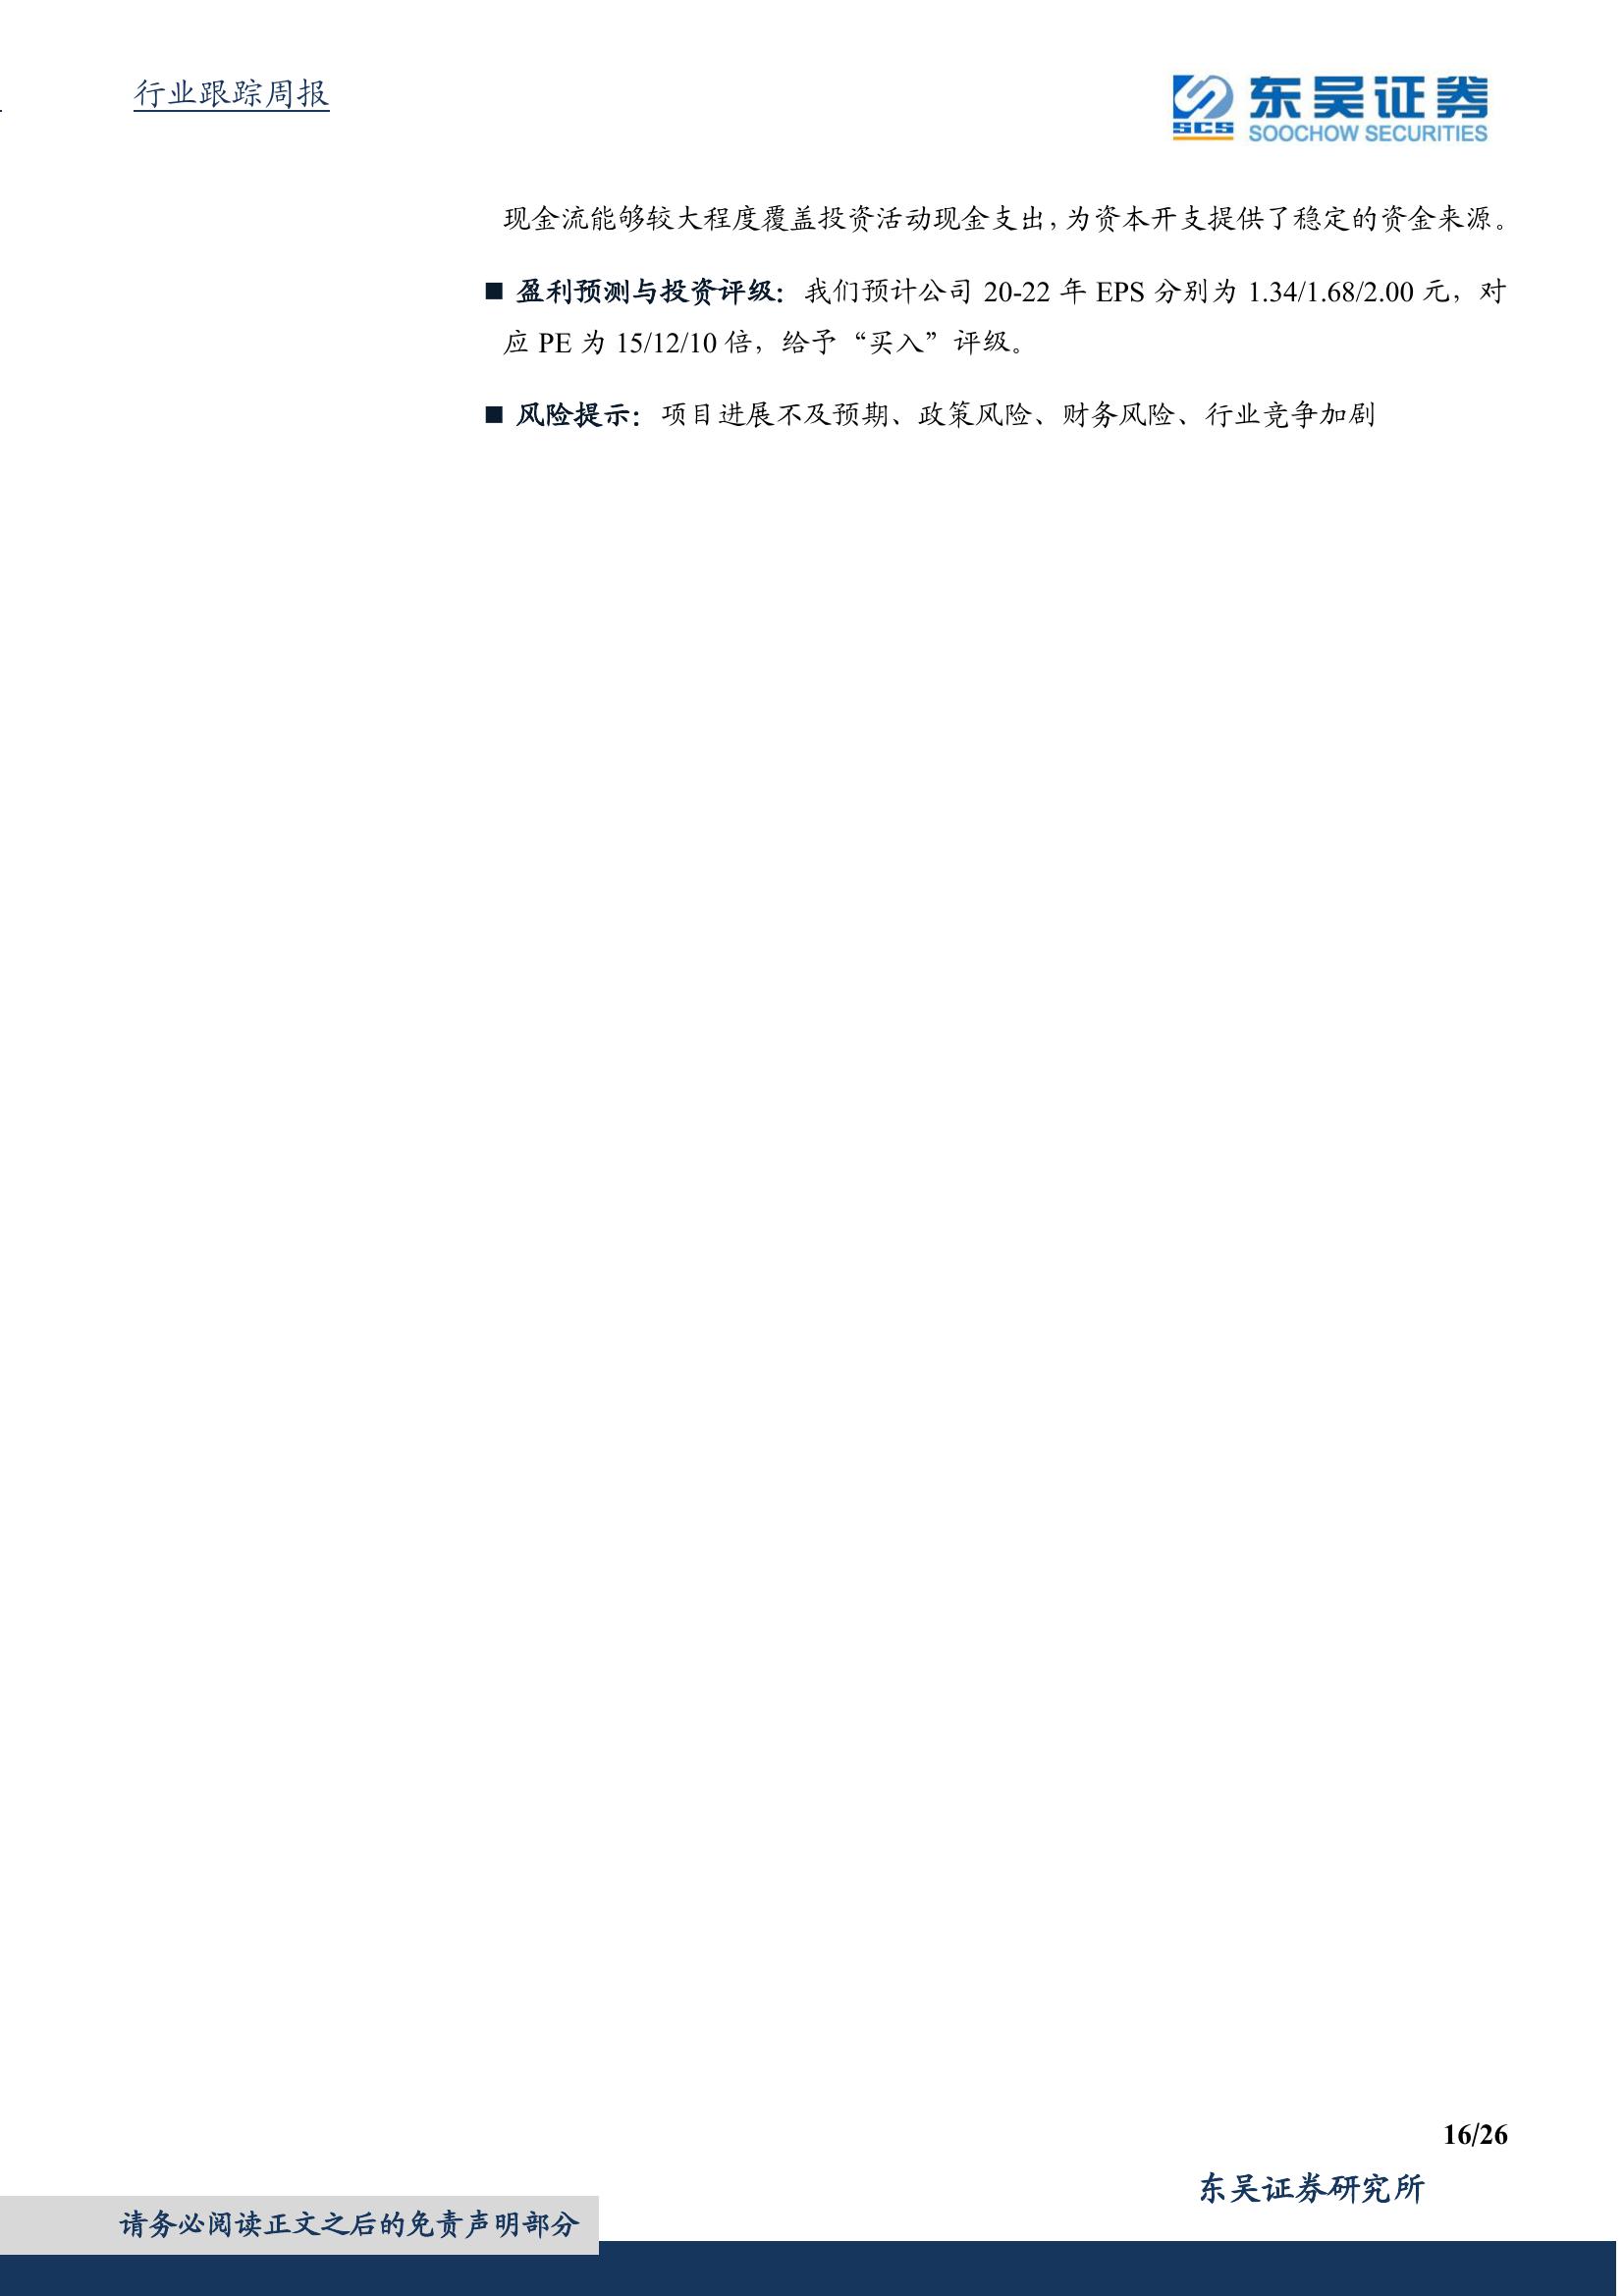 行业跟踪周报
东吴证券
SCS
SOOCHOW SECURITIES
现金流能够较大程度覆盖投资活动现金支出，为资本开支提供了稳定的资金来源。
■ 盈利预测与投资评级：我们预计公司 20-22 年 EPS 分别为 1.34/1.68/2.00 元，对
应 PE 为 15/12/10 倍，给予“买入”评级。
■ 风险提示：项目进展不及预期、政策风险、财务风险、行业竞争加剧
16/26
东吴证券研究所
请务必阅读正文之后的免责声明部分